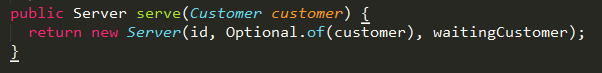 public Server serve(Customer customer) {
return new Server(id, Optional.of(customer), waitingCustomer);
}